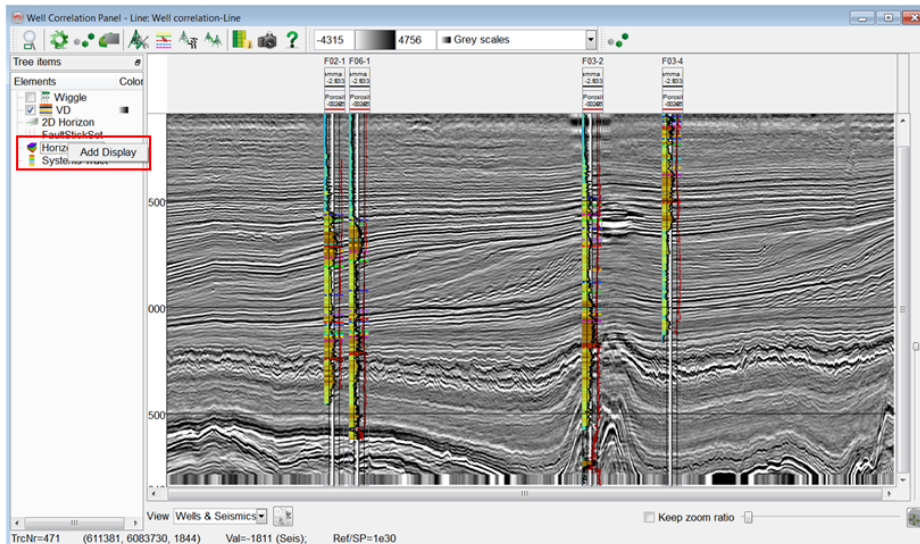 Well Correlation Panel - Line: Well correlation-Line
-4315 4756 Grey scales
Tree items
Elements Color
Wiggle
VD
2D Horizon
FaultStickSet
Horizo Add Display
Systems Tract
F02-1 F06-1 F03-2 F03-4
500
000
500
View Wells & Seismics Keep zoom ratio
TrcNr=471 (611381, 6083730, 1844) Val=-1811 (Seis); Ref/SP=1e30